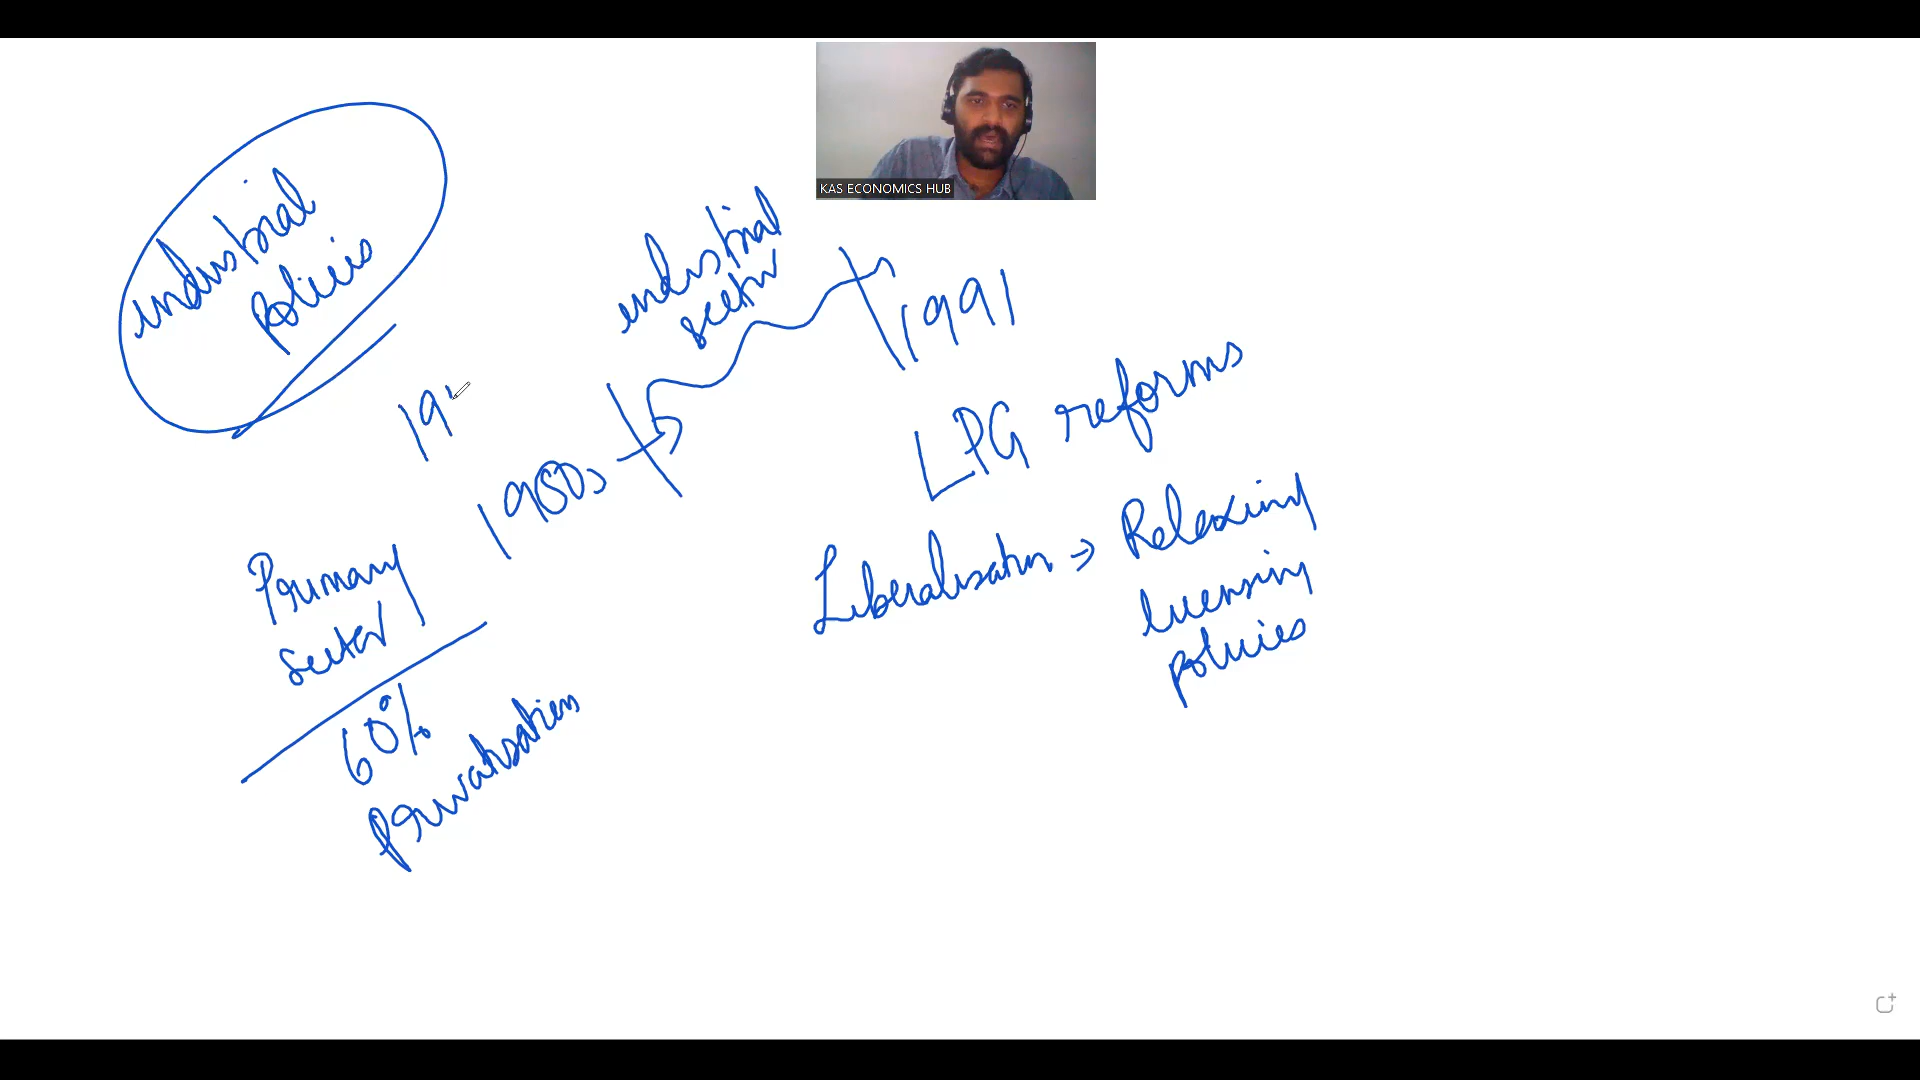 KAS ECONOMICS HUB
industrial
policies
industrial
sector
1991
19
1980s
LPG reforms
Liberalisation → Relaxing
licensing
policies
Primary
sector
60%
privatisation